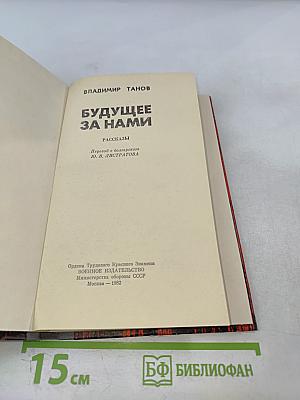 ВЛАДИМИР ТАНОВ
БУДУЩЕЕ
ЗА НАМИ
РАССКАЗЫ
Перевод с болгарского
Ю. В. ЛИСТРАТОВА
Ордена Трудового Красного Знамени
ВОЕННОЕ ИЗДАТЕЛЬСТВО
Министерства обороны СССР
Москва — 1982
15 см
БФ БИБЛИОФАН